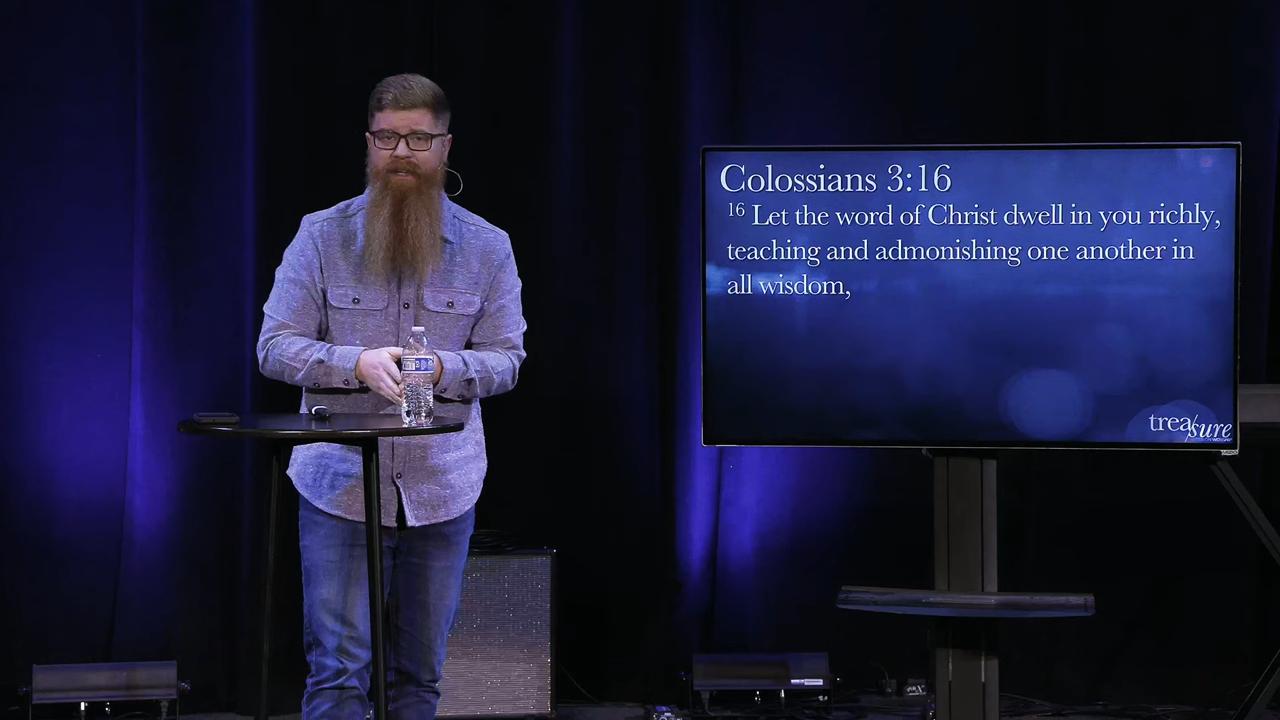 Colossians 3:16
16 Let the word of Christ dwell in you richly,
teaching and admonishing one another in
all wisdom,
treasure